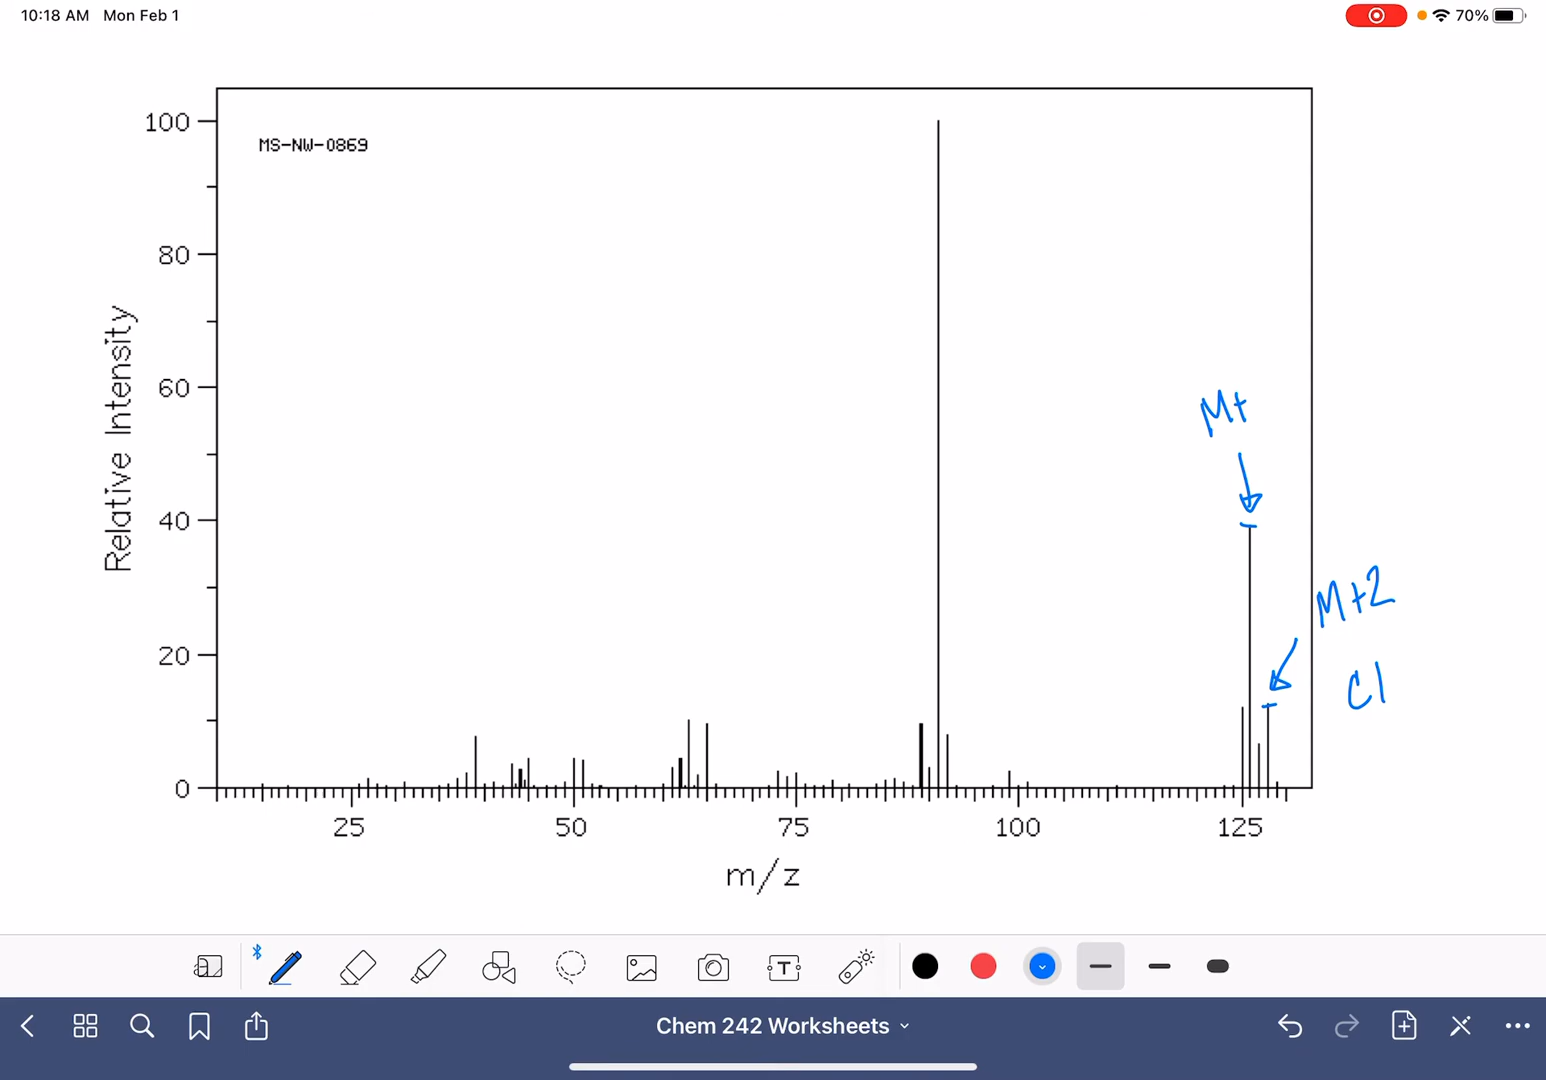 10:18 AM Mon Feb 1
70%
100
MS-NW-0869
80
60
40
20
0
Relative Intensity
25 50 75 100 125
m/z
M+
M+2
Cl
T
Chem 242 Worksheets